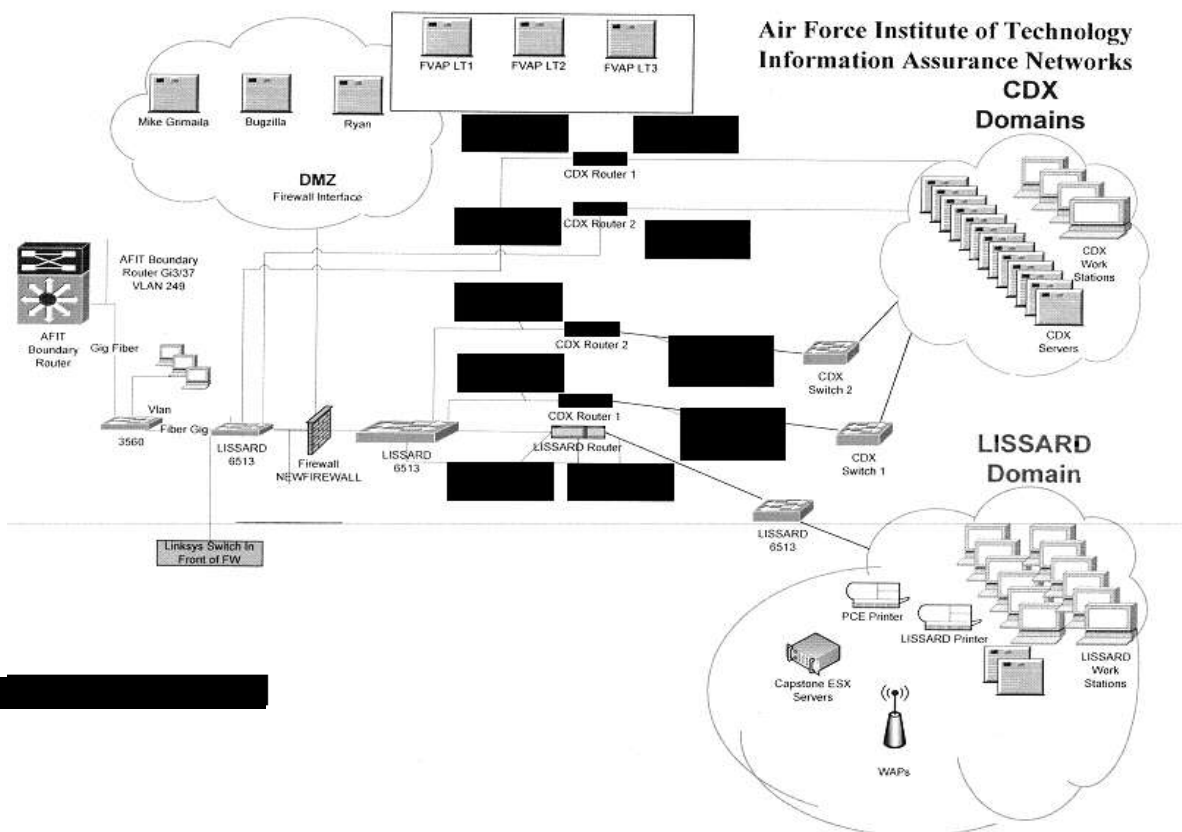 Air Force Institute of Technology
Information Assurance Networks
CDX
Domains
FVAP LT1
FVAP LT2
FVAP LT3
Mike Grimaila
Bugzilla
Ryan
DMZ
Firewall Interface
CDX Router 1
CDX Router 2
AFIT Boundary
Router Gi3/37
VLAN 249
AFIT
Boundary
Router
Gig Fiber
CDX
Work
Stations
CDX
Servers
CDX Router 2
CDX
Switch 2
CDX Router 1
CDX
Switch 1
Vlan
3560
Fiber Gig
LISSARD
6513
Firewall
NEWFIREWALL
LISSARD
6513
LISSARD Router
LISSARD
Domain
LISSARD
6513
Linksys Switch In
Front of FW
PCE Printer
LISSARD Printer
Capstone ESX
Servers
LISSARD
Work
Stations
WAPs